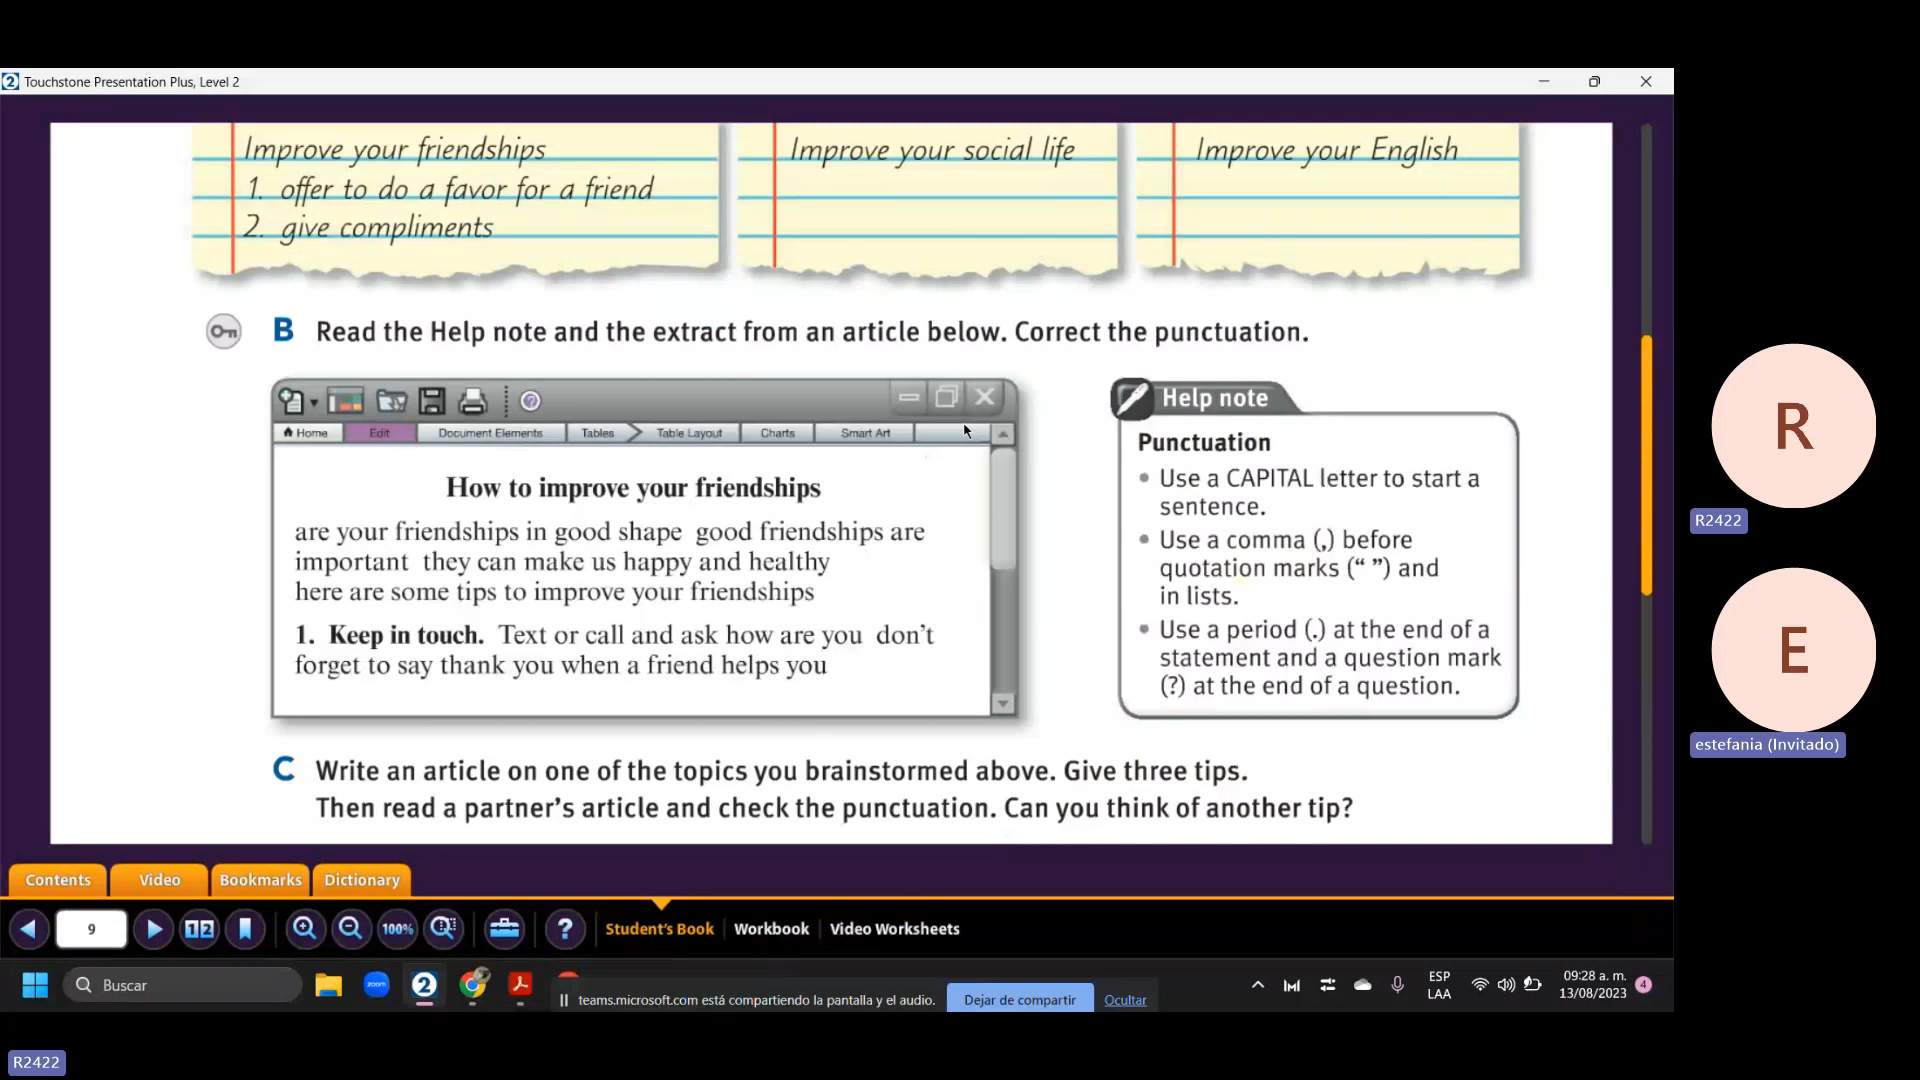 Touchstone Presentation Plus, Level 2
Improve your friendships
1. offer to do a favor for a friend
2. give compliments
Improve your social life
Improve your English
B Read the Help note and the extract from an article below. Correct the punctuation.
Home Edit Document Elements Tables Table Layout Charts Smart Art
How to improve your friendships
are your friendships in good shape good friendships are
important they can make us happy and healthy
here are some tips to improve your friendships
1. Keep in touch. Text or call and ask how are you don't
forget to say thank you when a friend helps you
Help note
Punctuation
• Use a CAPITAL letter to start a
sentence.
• Use a comma (,) before
quotation marks (“ ”) and
in lists.
• Use a period (.) at the end of a
statement and a question mark
(?) at the end of a question.
C Write an article on one of the topics you brainstormed above. Give three tips.
Then read a partner's article and check the punctuation. Can you think of another tip?
R
R2422
E
estefania (Invitado)
Contents Video Bookmarks Dictionary
9 12 100% ? Student's Book Workbook Video Worksheets
Buscar
zoom
2
teams.microsoft.com está compartiendo la pantalla y el audio. Dejar de compartir Ocultar
ESP
LAA
09:28 a. m.
13/08/2023
4
R2422